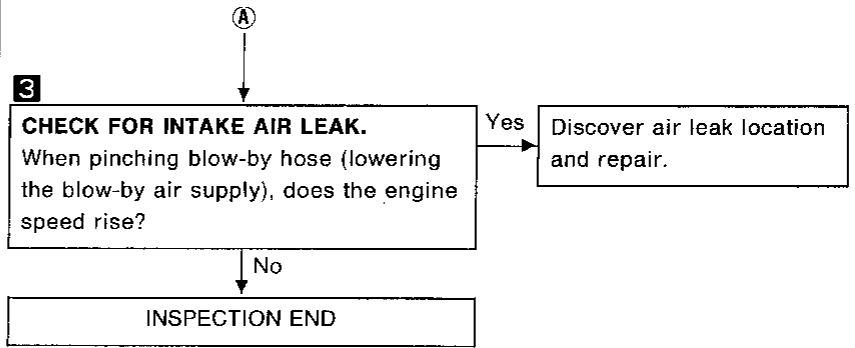 Ⓐ
3
CHECK FOR INTAKE AIR LEAK.
When pinching blow-by hose (lowering
the blow-by air supply), does the engine
speed rise?
Yes
Discover air leak location
and repair.
No
INSPECTION END